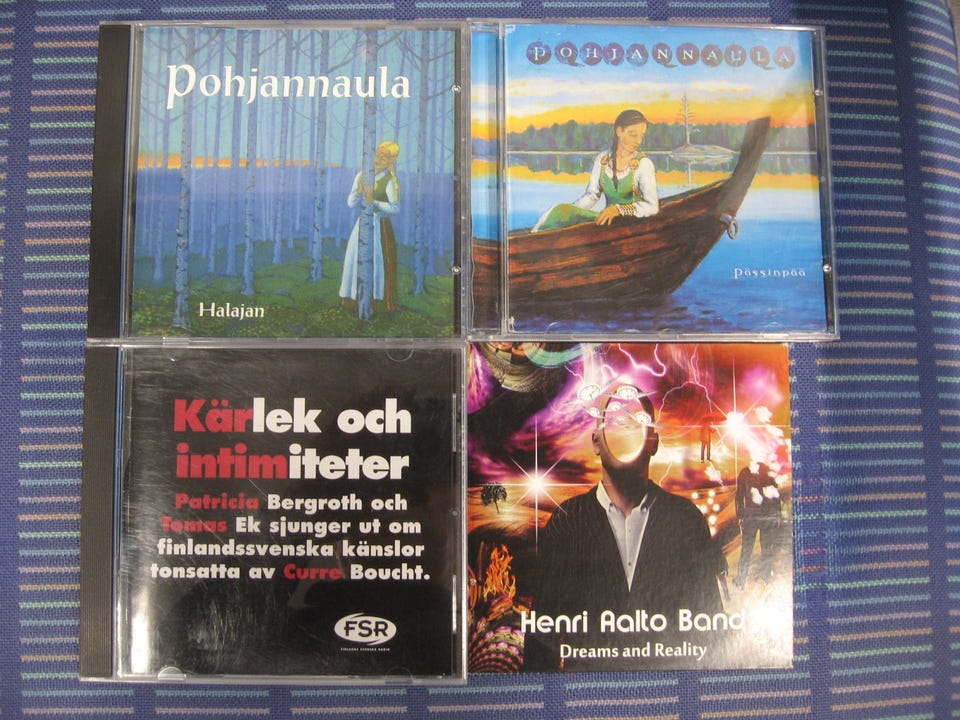 Pohjannaula
Halajan
POHJANNAULA
Pässinpää
Kärlek och
intimiteter
Patricia Bergroth och
Tomas Ek sjunger ut om
finlandssvenska känslor
tonsatta av Curre Boucht.
FSR
Henri Aalto Band
Dreams and Reality